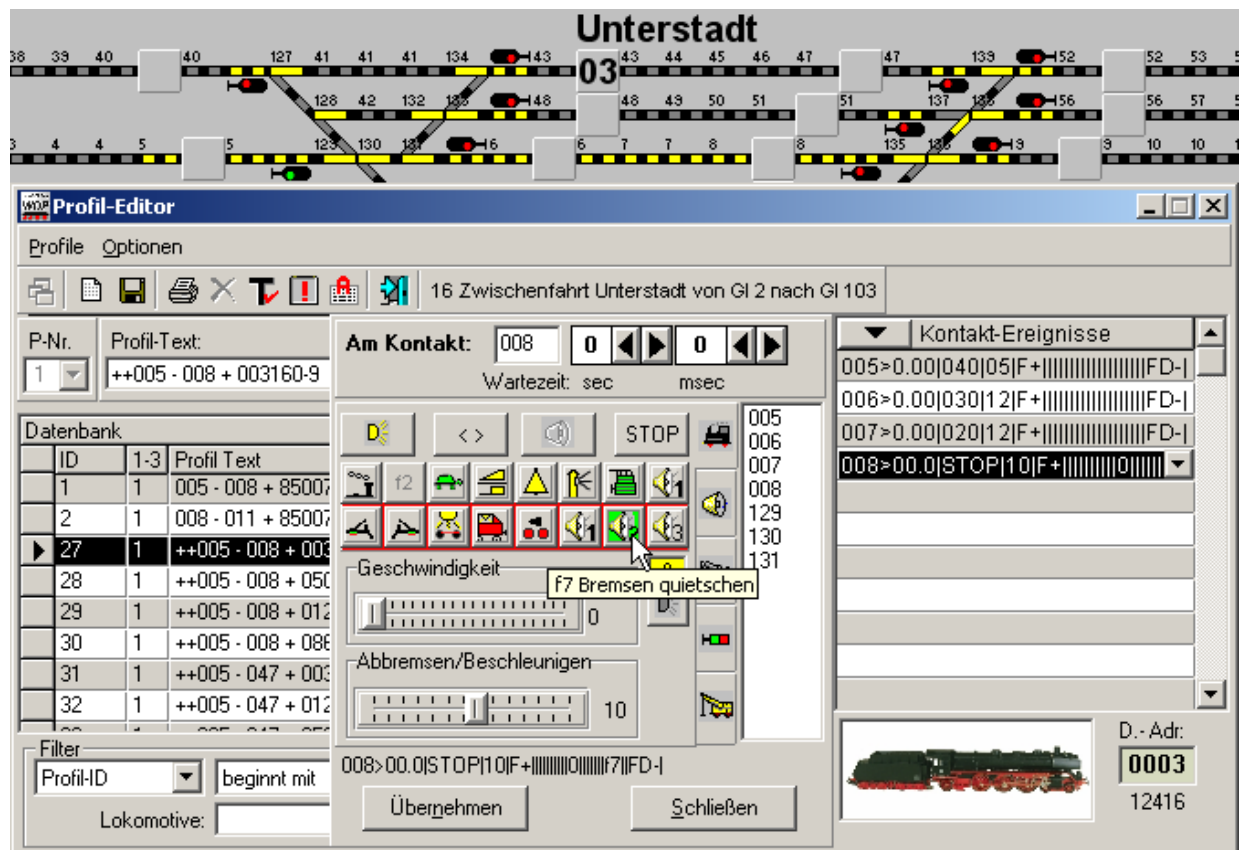 Unterstadt
38 39 40 40 127 41 41 41 134 43 43 44 45 46 47 47 139 52 52 53
03
128 42 132 48 48 49 50 51 51 137 56 56 57
3 4 4 5 5 130 6 6 7 7 8 8 135 9 9 10 10
Profil-Editor
Profile Optionen
16 Zwischenfahrt Unterstadt von Gl 2 nach Gl 103
P-Nr. Profil-Text:
1 ++005 - 008 + 003160-9
Am Kontakt: 008 0 0
Wartezeit: sec msec
Kontakt-Ereignisse
005>0.00|040|05|F+|||||||||||||||||||FD-|
006>0.00|030|12|F+|||||||||||||||||||FD-|
007>0.00|020|12|F+|||||||||||||||||||FD-|
008>00.0|STOP|10|F+||||||||||0||||||
Datenbank
ID 1-3 Profil Text
1 1 005 - 008 + 85007
2 1 008 - 011 + 85007
27 1 ++005 - 008 + 003
28 1 ++005 - 008 + 050
29 1 ++005 - 008 + 012
30 1 ++005 - 008 + 086
31 1 ++005 - 047 + 003
32 1 ++005 - 047 + 012
D < > STOP
f2 1
1 2 3
005
006
007
008
129
130
131
f7 Bremsen quietschen
Geschwindigkeit
0
Abbremsen/Beschleunigen
10
008>00.0|STOP|10|F+||||||||||0|||||||f7||FD-|
Übernehmen Schließen
Filter
Profil-ID beginnt mit
Lokomotive:
D.- Adr:
0003
12416